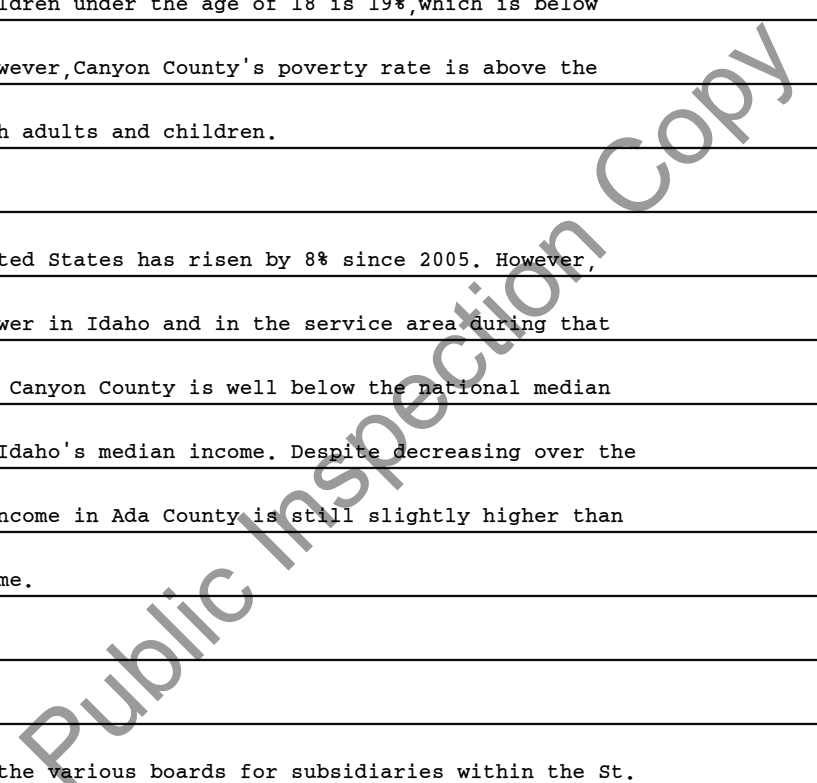 ldren under the age of 18 is 19%,which is below
wever,Canyon County's poverty rate is above the
h adults and children.
ted States has risen by 8% since 2005. However,
wer in Idaho and in the service area during that
Canyon County is well below the national median
Idaho's median income. Despite decreasing over the
ncome in Ada County is still slightly higher than
me.
the various boards for subsidiaries within the St.
Public Inspection Copy